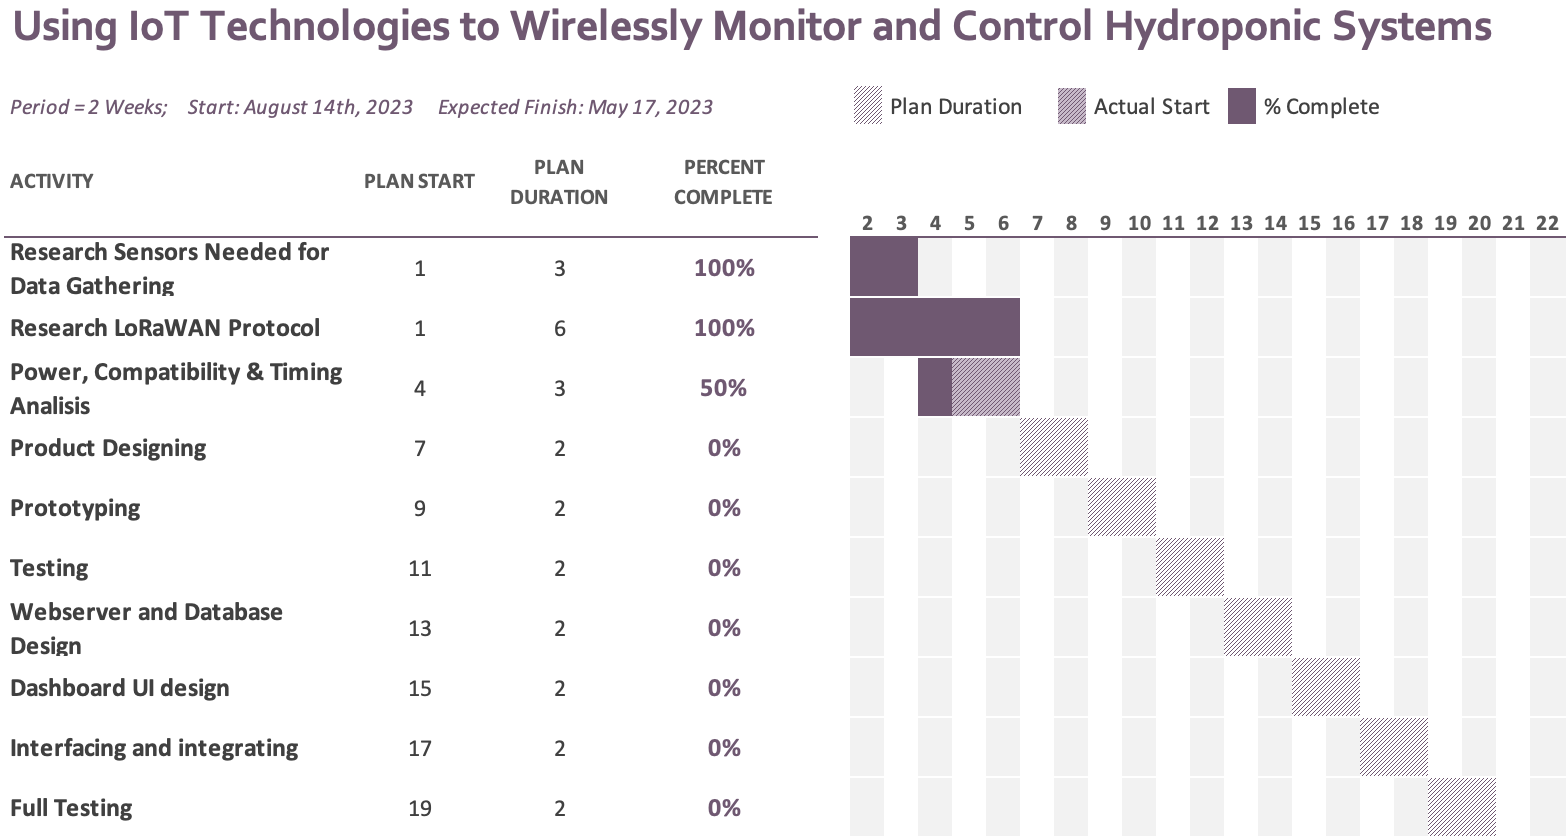 Using IoT Technologies to Wirelessly Monitor and Control Hydroponic Systems
Period = 2 Weeks; Start: August 14th, 2023 Expected Finish: May 17, 2023
Plan Duration Actual Start % Complete
ACTIVITY PLAN START PLAN DURATION PERCENT COMPLETE
2 3 4 5 6 7 8 9 10 11 12 13 14 15 16 17 18 19 20 21 22
Research Sensors Needed for
Data Gathering 1 3 100%
Research LoRaWAN Protocol 1 6 100%
Power, Compatibility & Timing
Analisis 4 3 50%
Product Designing 7 2 0%
Prototyping 9 2 0%
Testing 11 2 0%
Webserver and Database
Design 13 2 0%
Dashboard UI design 15 2 0%
Interfacing and integrating 17 2 0%
Full Testing 19 2 0%